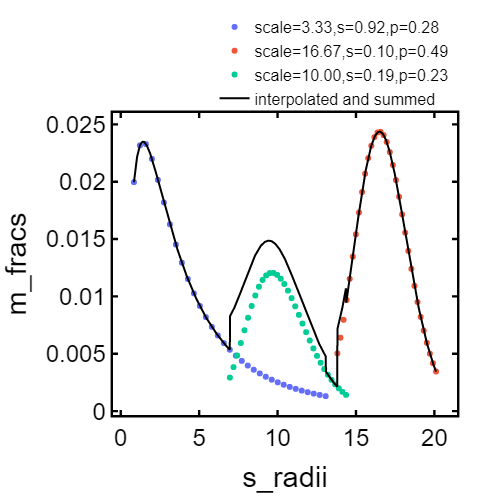 scale=3.33,s=0.92,p=0.28
scale=16.67,s=0.10,p=0.49
scale=10.00,s=0.19,p=0.23
interpolated and summed
0.025
0.02
0.015
0.01
0.005
0
m_fracs
0 5 10 15 20
s_radii